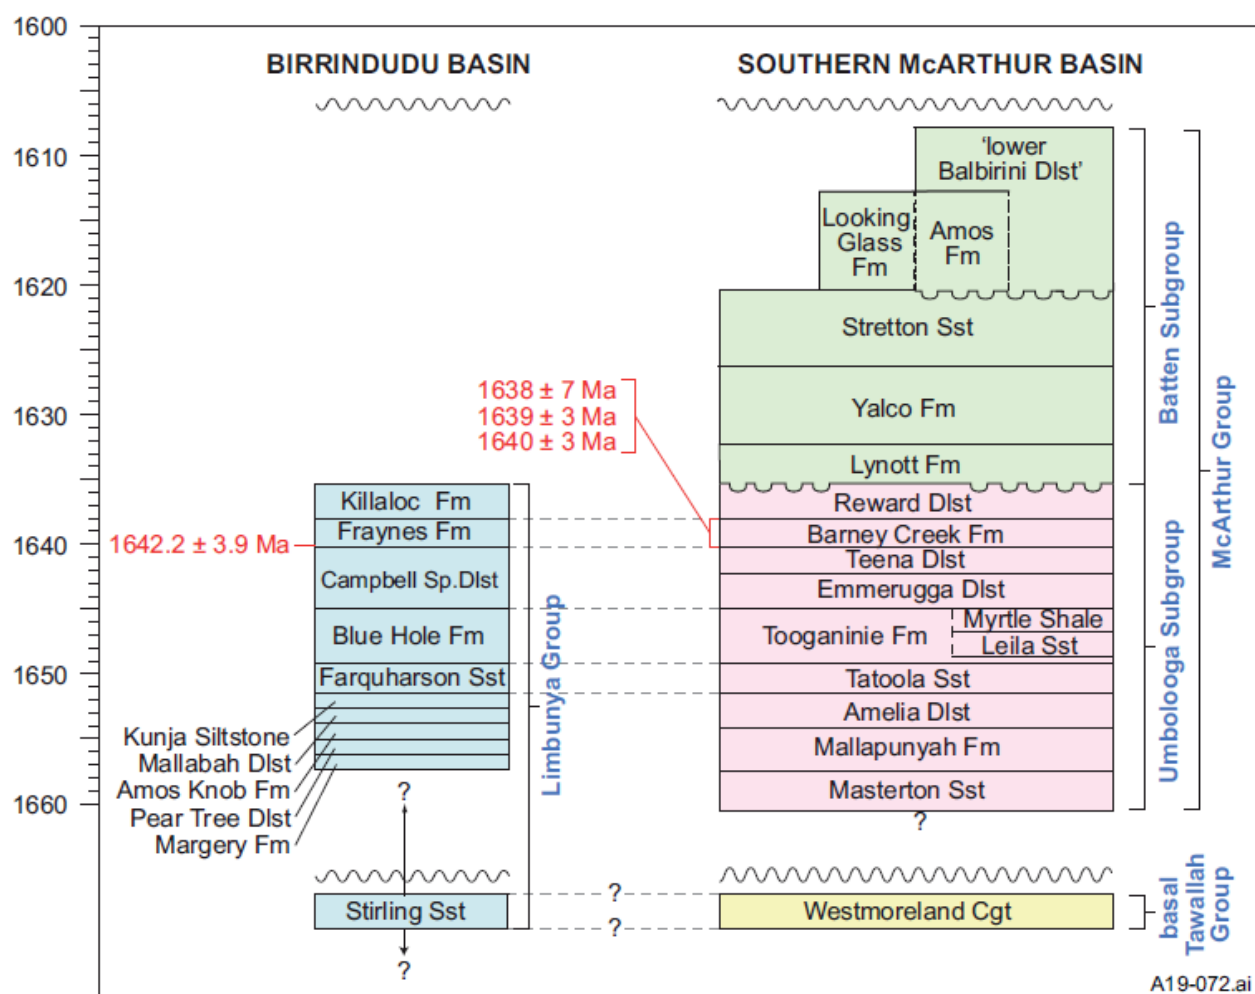 1600
BIRRINDUDU BASIN
SOUTHERN McARTHUR BASIN
1610
'lower
Balbirini Dlst'
Looking
Glass
Fm
Amos
Fm
1620
Stretton Sst
Batten Subgroup
1638 ± 7 Ma
1639 ± 3 Ma
1640 ± 3 Ma
1630
Yalco Fm
Lynott Fm
McArthur Group
Killaloc Fm
Reward Dlst
Fraynes Fm
Barney Creek Fm
1640
1642.2 ± 3.9 Ma
Teena Dlst
Campbell Sp.Dlst
Emmerugga Dlst
Blue Hole Fm
Tooganinie Fm
Myrtle Shale
Leila Sst
1650
Farquharson Sst
Tatoola Sst
Limbunya Group
Umbolooga Subgroup
Amelia Dlst
Kunja Siltstone
Mallabah Dlst
Amos Knob Fm
Pear Tree Dlst
Margery Fm
Mallapunyah Fm
1660
?
Masterton Sst
?
?
Stirling Sst
Westmoreland Cgt
basal
Tawallah
Group
?
?
A19-072.ai